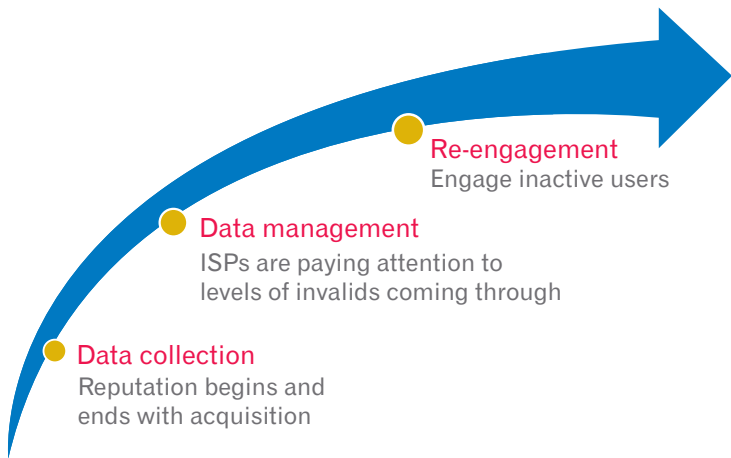 Re-engagement
Engage inactive users
Data management
ISPs are paying attention to
levels of invalids coming through
Data collection
Reputation begins and
ends with acquisition